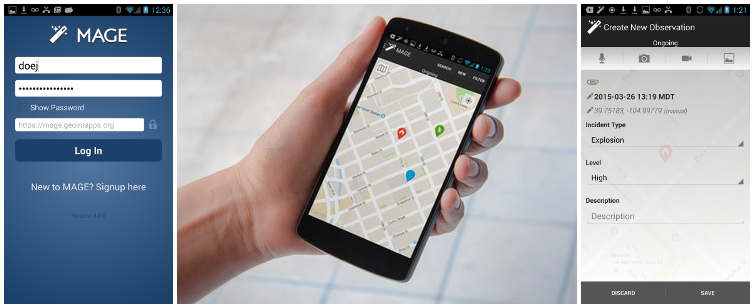 12:36
MAGE
doej
••••••••••••••••
Show Password
https://mage.geointapps.org
Log In
New to MAGE? Signup here
MAGE
SEARCH
NEW
FILTER
Ongoing
1:21
Create New Observation
Ongoing
2015-03-26 13:19 MDT
39.75183, -104.99779 (manual)
Incident Type
Explosion
Level
High
Description
Description
DISCARD
SAVE